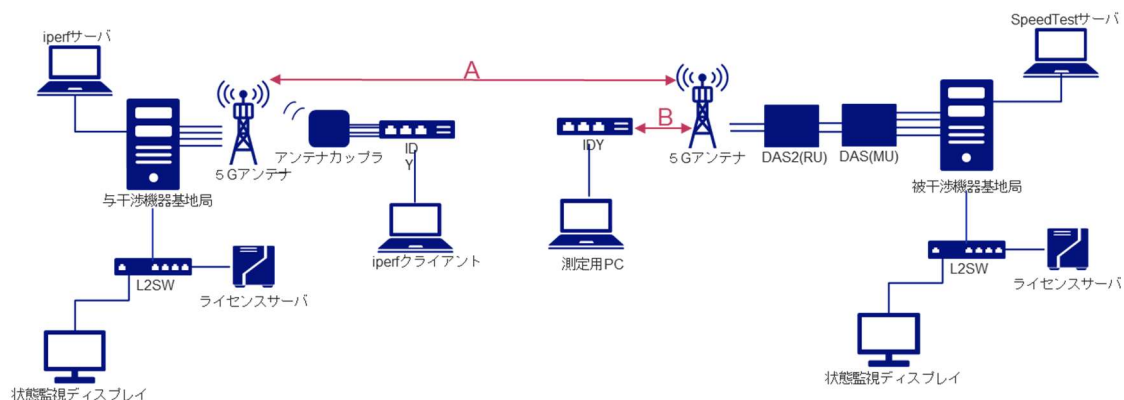 iperfサーバ
SpeedTestサーバ
A
B
ID
Y
IDY
5Gアンテナ
アンテナカップラ
5Gアンテナ
DAS2(RU)
DAS(MU)
与干渉機器基地局
被干渉機器基地局
iperfクライアント
測定用PC
L2SW
ライセンスサーバ
L2SW
ライセンスサーバ
状態監視ディスプレイ
状態監視ディスプレイ